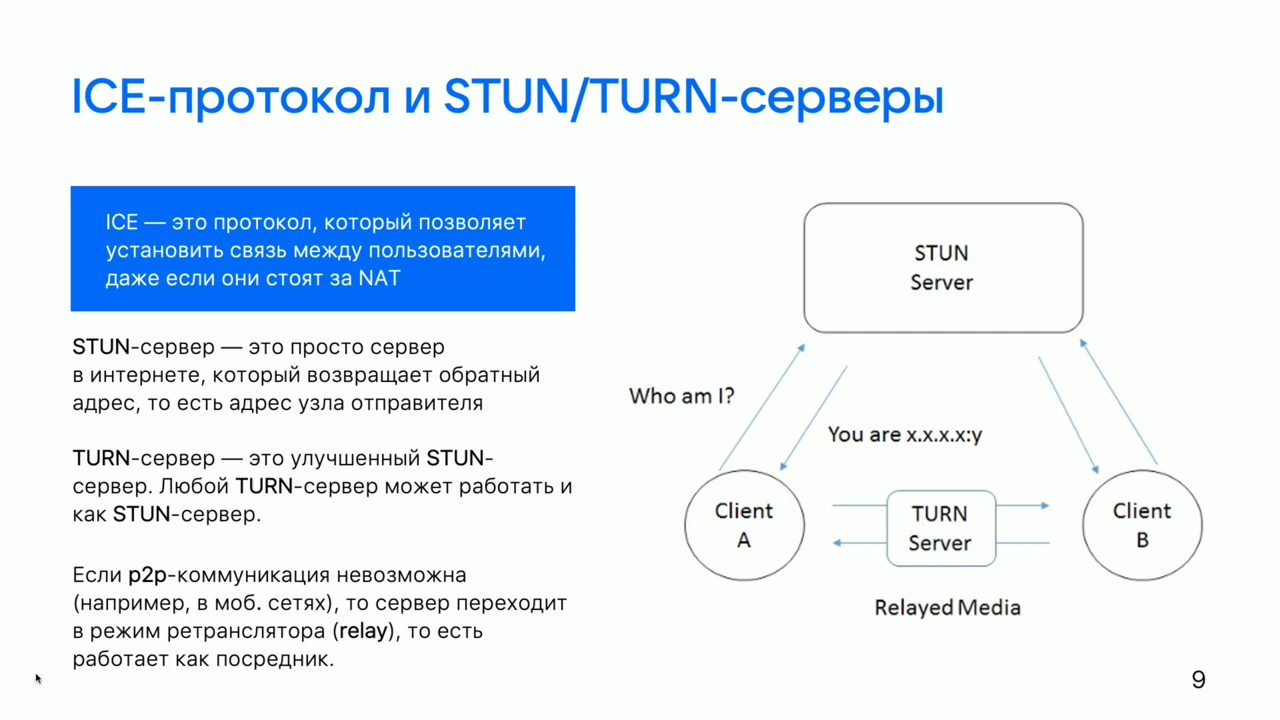 ICE-протокол и STUN/TURN-серверы
ICE — это протокол, который позволяет
установить связь между пользователями,
даже если они стоят за NAT
STUN-сервер — это просто сервер
в интернете, который возвращает обратный
адрес, то есть адрес узла отправителя
TURN-сервер — это улучшенный STUN-
сервер. Любой TURN-сервер может работать и
как STUN-сервер.
Если p2p-коммуникация невозможна
(например, в моб. сетях), то сервер переходит
в режим ретранслятора (relay), то есть
работает как посредник.
STUN
Server
Who am I?
You are x.x.x.x:y
Client
A
TURN
Server
Client
B
Relayed Media
9